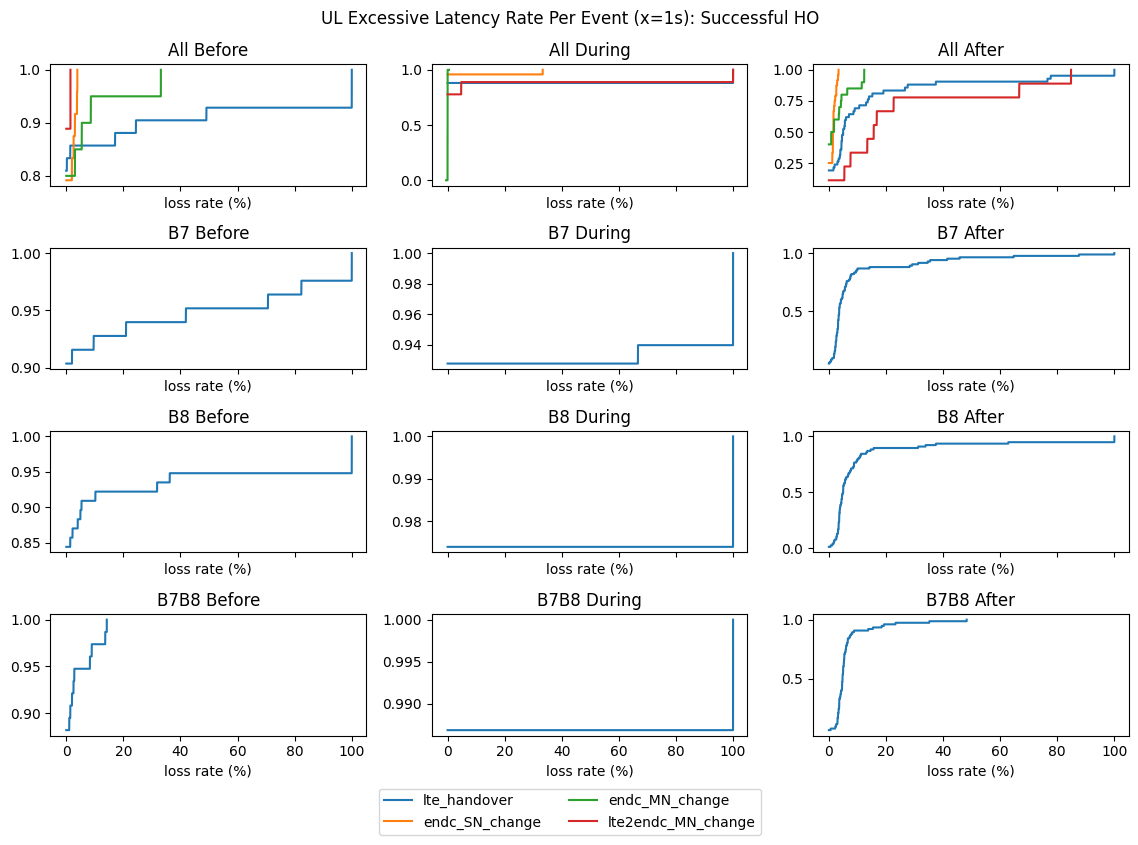 UL Excessive Latency Rate Per Event (x=1s): Successful HO
All Before
All During
All After
1.0
0.9
0.8
1.0
0.5
0.0
1.00
0.75
0.50
0.25
loss rate (%)
loss rate (%)
loss rate (%)
B7 Before
B7 During
B7 After
1.00
0.95
0.90
1.00
0.98
0.96
0.94
1.0
0.5
loss rate (%)
loss rate (%)
loss rate (%)
B8 Before
B8 During
B8 After
1.00
0.95
0.90
0.85
1.00
0.99
0.98
1.0
0.5
0.0
loss rate (%)
loss rate (%)
loss rate (%)
B7B8 Before
B7B8 During
B7B8 After
1.00
0.95
0.90
1.000
0.995
0.990
1.0
0.5
0 20 40 60 80 100
0 20 40 60 80 100
0 20 40 60 80 100
loss rate (%)
loss rate (%)
loss rate (%)
lte_handover
endc_SN_change
endc_MN_change
lte2endc_MN_change